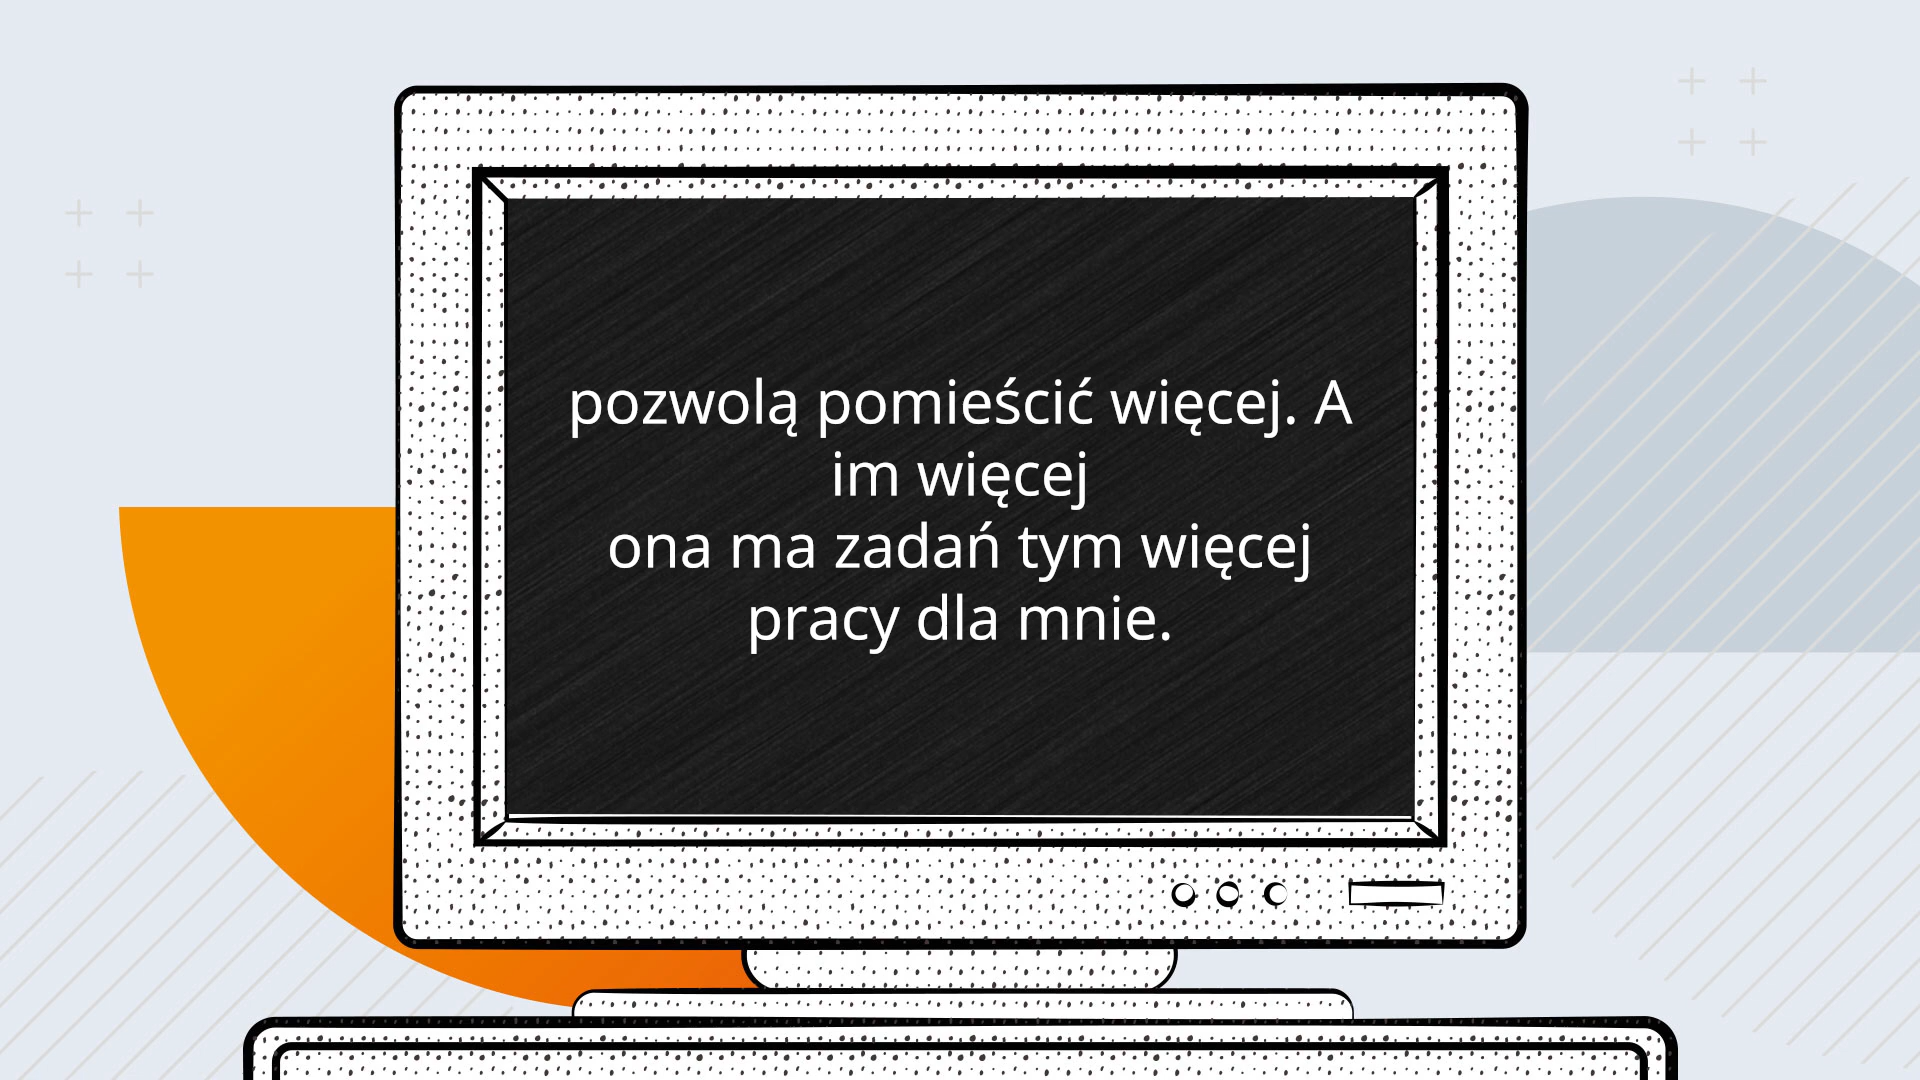 pozwolą pomieścić więcej. A
im więcej
ona ma zadań tym więcej
pracy dla mnie.